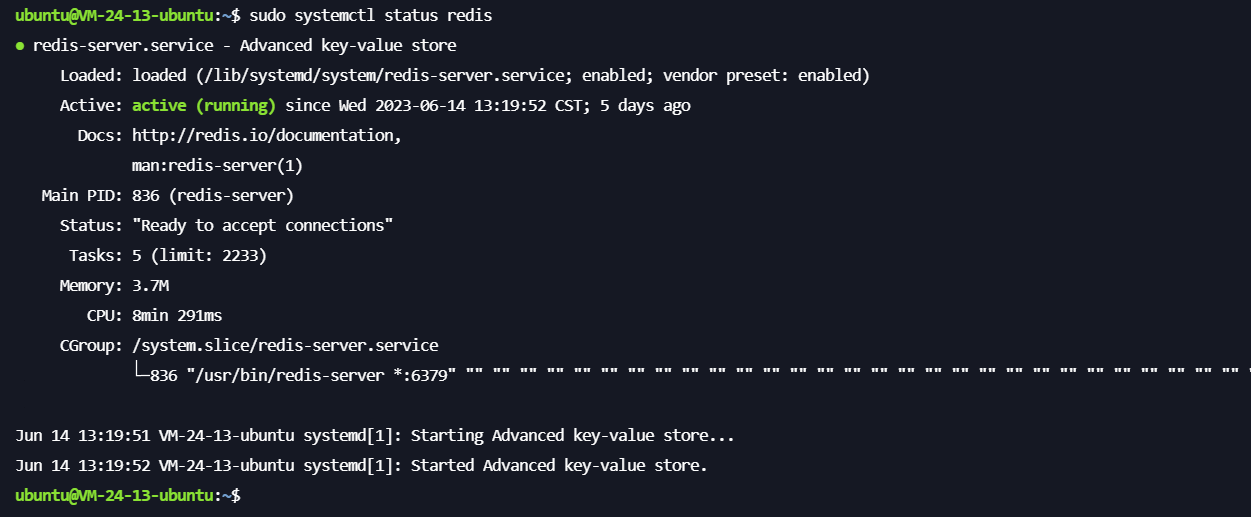 ubuntu@VM-24-13-ubuntu:~$ sudo systemctl status redis
● redis-server.service - Advanced key-value store
Loaded: loaded (/lib/systemd/system/redis-server.service; enabled; vendor preset: enabled)
Active: active (running) since Wed 2023-06-14 13:19:52 CST; 5 days ago
Docs: http://redis.io/documentation,
man:redis-server(1)
Main PID: 836 (redis-server)
Status: "Ready to accept connections"
Tasks: 5 (limit: 2233)
Memory: 3.7M
CPU: 8min 291ms
CGroup: /system.slice/redis-server.service
└─836 "/usr/bin/redis-server *:6379" "" "" "" "" "" "" "" "" "" "" "" "" "" "" "" "" "" "" "" "" "" "" "" "" "" "" "" "" "" "
Jun 14 13:19:51 VM-24-13-ubuntu systemd[1]: Starting Advanced key-value store...
Jun 14 13:19:52 VM-24-13-ubuntu systemd[1]: Started Advanced key-value store.
ubuntu@VM-24-13-ubuntu:~$